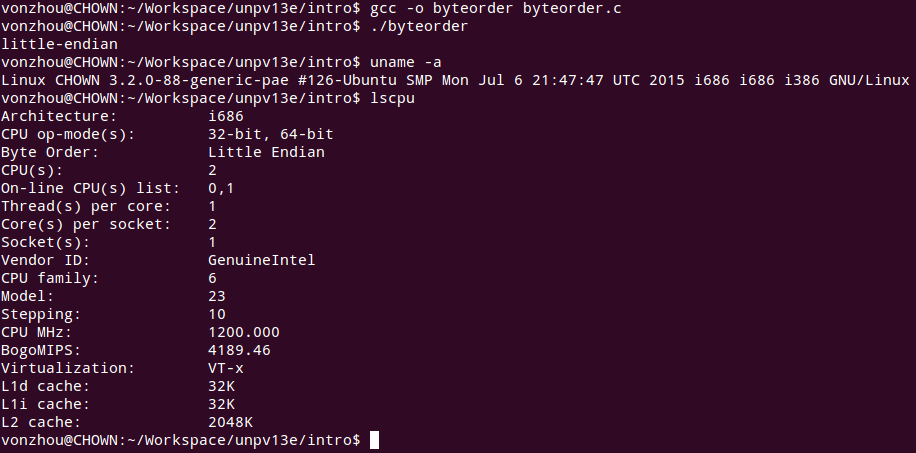 vonzhou@CHOWN:~/Workspace/unpv13e/intro$ gcc -o byteorder byteorder.c
vonzhou@CHOWN:~/Workspace/unpv13e/intro$ ./byteorder
little-endian
vonzhou@CHOWN:~/Workspace/unpv13e/intro$ uname -a
Linux CHOWN 3.2.0-88-generic-pae #126-Ubuntu SMP Mon Jul 6 21:47:47 UTC 2015 i686 i686 i386 GNU/Linux
vonzhou@CHOWN:~/Workspace/unpv13e/intro$ lscpu
Architecture:          i686
CPU op-mode(s):        32-bit, 64-bit
Byte Order:            Little Endian
CPU(s):                2
On-line CPU(s) list:   0,1
Thread(s) per core:    1
Core(s) per socket:    2
Socket(s):             1
Vendor ID:             GenuineIntel
CPU family:            6
Model:                 23
Stepping:              10
CPU MHz:               1200.000
BogoMIPS:              4189.46
Virtualization:        VT-x
L1d cache:             32K
L1i cache:             32K
L2 cache:              2048K
vonzhou@CHOWN:~/Workspace/unpv13e/intro$